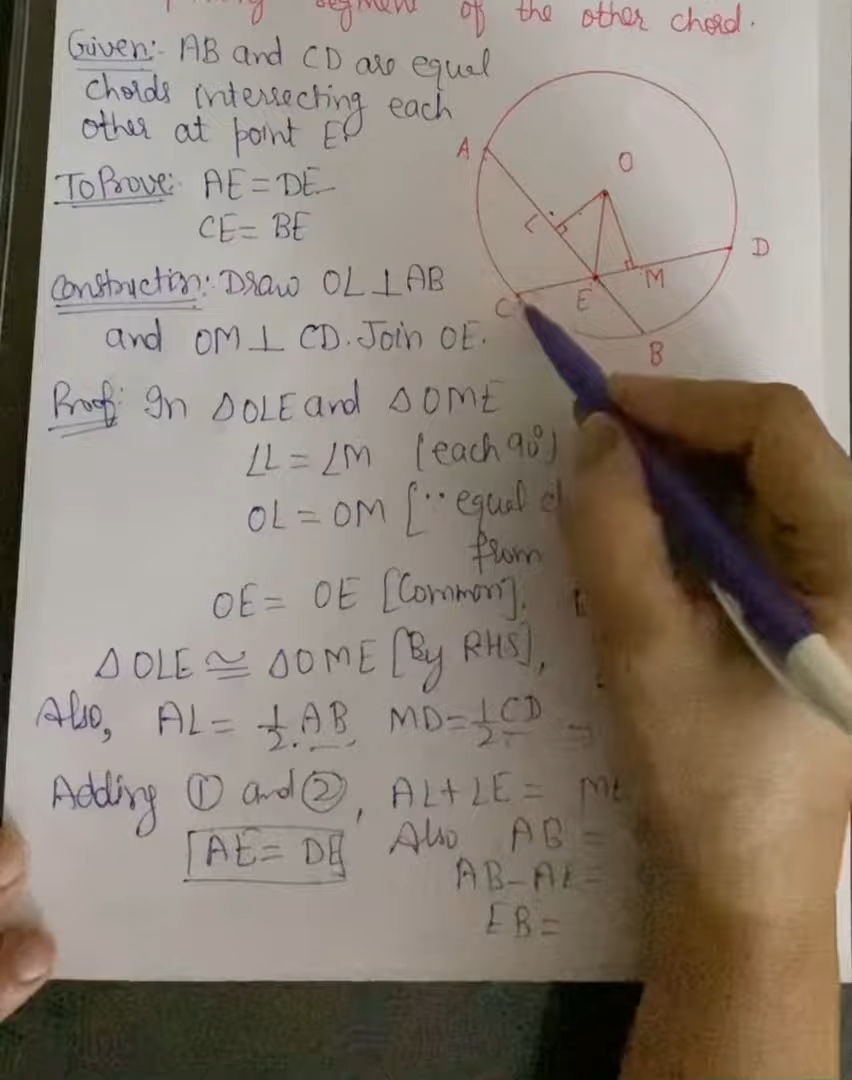 segment of the other chord.
Given:- AB and CD are equal
chords intersecting each
other at point E.
To Prove: AE = DE
CE = BE
Construction: Draw OL ⊥ AB
and OM ⊥ CD. Join OE.
Proof: In ΔOLE and ΔOME
∠L = ∠M (each 90°)
OL = OM [∵ equal
from
OE = OE [Common].
ΔOLE ≅ ΔOME [By RHS],
Also, AL = 1/2 AB MD = 1/2 CD
Adding ① and ②, AL + LE =
AE = DE Also AB =
AB - AE =
EB =
A
O
L
D
M
E
C
B